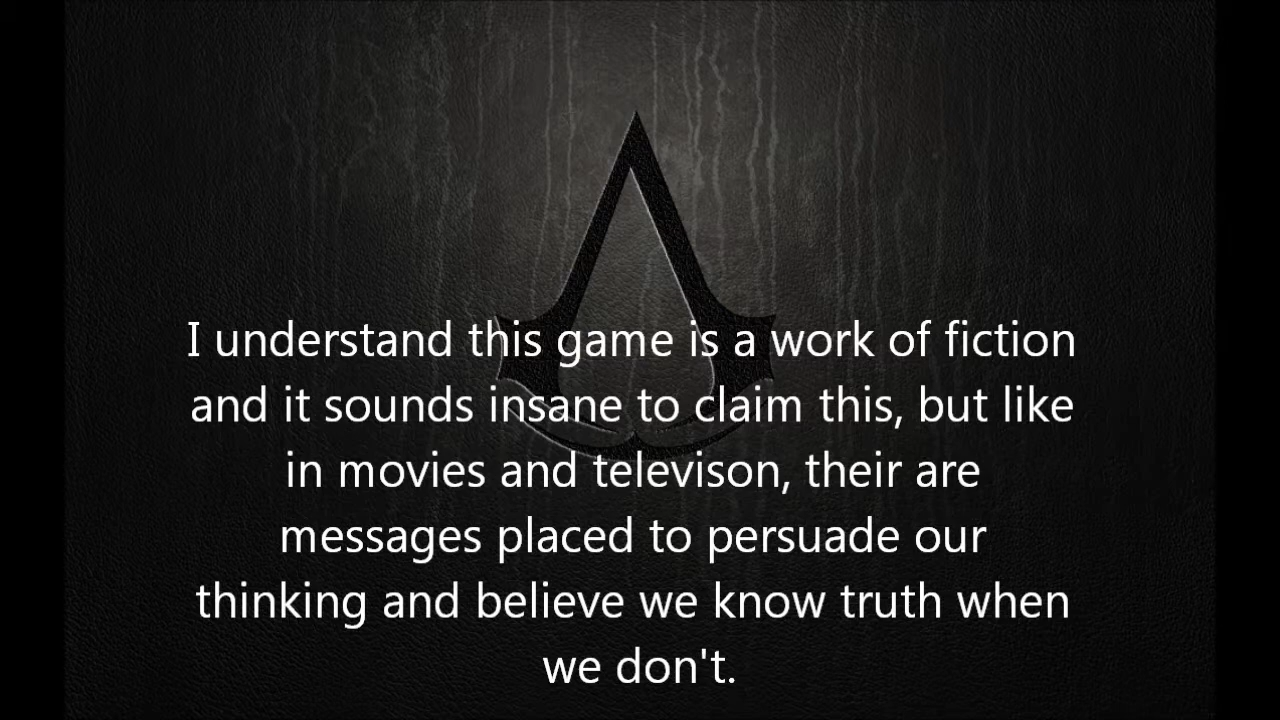 I understand this game is a work of fiction
and it sounds insane to claim this, but like
in movies and televison, their are
messages placed to persuade our
thinking and believe we know truth when
we don't.